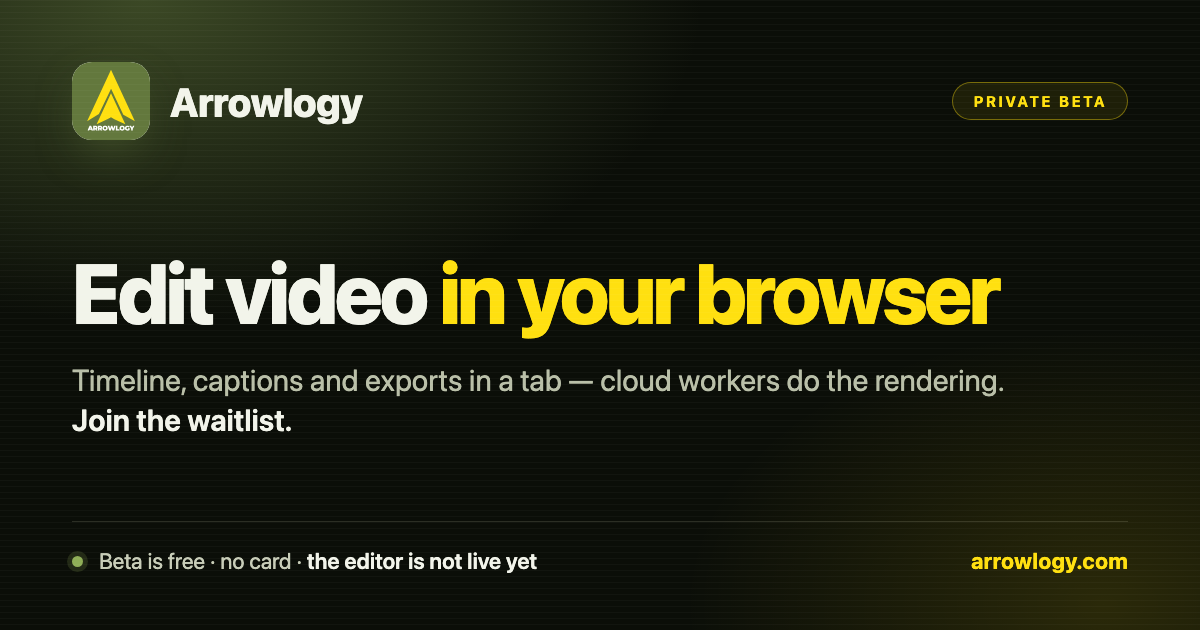 ARROWLOGY
Arrowlogy
PRIVATE BETA
Edit video in your browser
Timeline, captions and exports in a tab — cloud workers do the rendering.
Join the waitlist.
Beta is free · no card · the editor is not live yet
arrowlogy.com